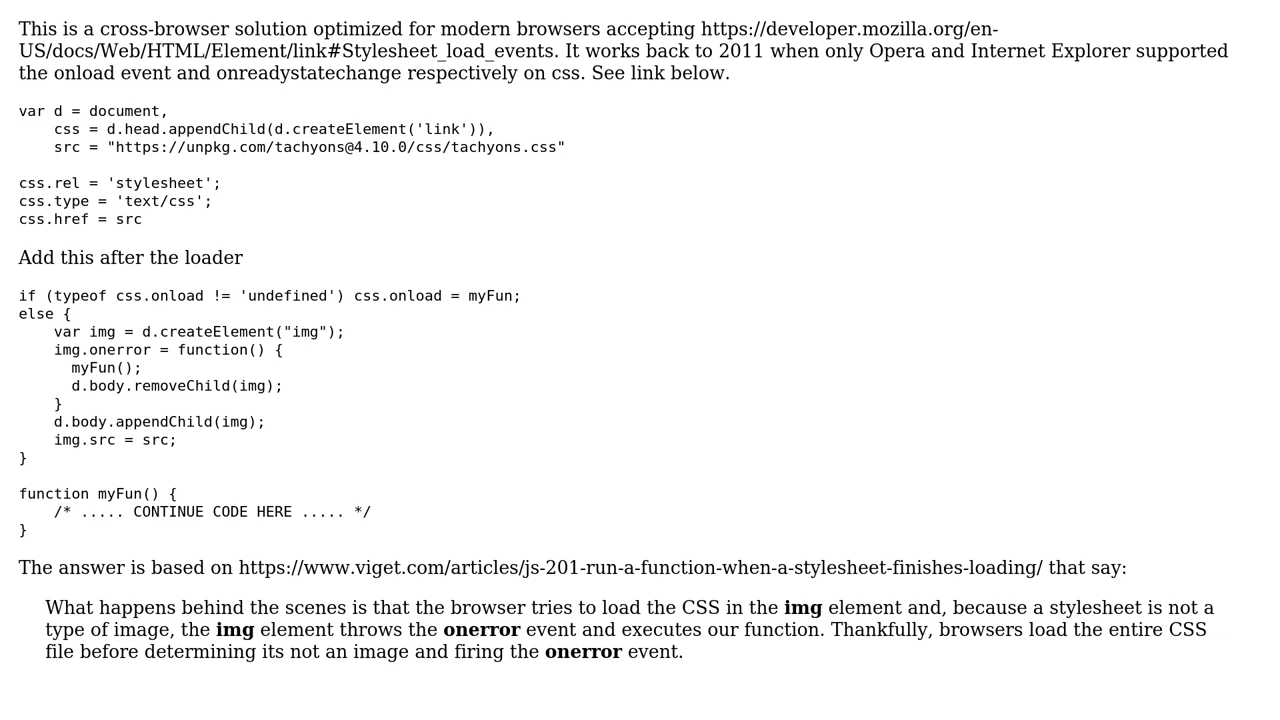 This is a cross-browser solution optimized for modern browsers accepting https://developer.mozilla.org/en-
US/docs/Web/HTML/Element/link#Stylesheet_load_events. It works back to 2011 when only Opera and Internet Explorer supported
the onload event and onreadystatechange respectively on css. See link below.
var d = document,
    css = d.head.appendChild(d.createElement('link')),
    src = "https://unpkg.com/tachyons@4.10.0/css/tachyons.css"
css.rel = 'stylesheet';
css.type = 'text/css';
css.href = src
Add this after the loader
if (typeof css.onload != 'undefined') css.onload = myFun;
else {
    var img = d.createElement("img");
    img.onerror = function() {
      myFun();
      d.body.removeChild(img);
    }
    d.body.appendChild(img);
    img.src = src;
}
function myFun() {
    /* ..... CONTINUE CODE HERE ..... */
}
The answer is based on https://www.viget.com/articles/js-201-run-a-function-when-a-stylesheet-finishes-loading/ that say:
What happens behind the scenes is that the browser tries to load the CSS in the img element and, because a stylesheet is not a
type of image, the img element throws the onerror event and executes our function. Thankfully, browsers load the entire CSS
file before determining its not an image and firing the onerror event.